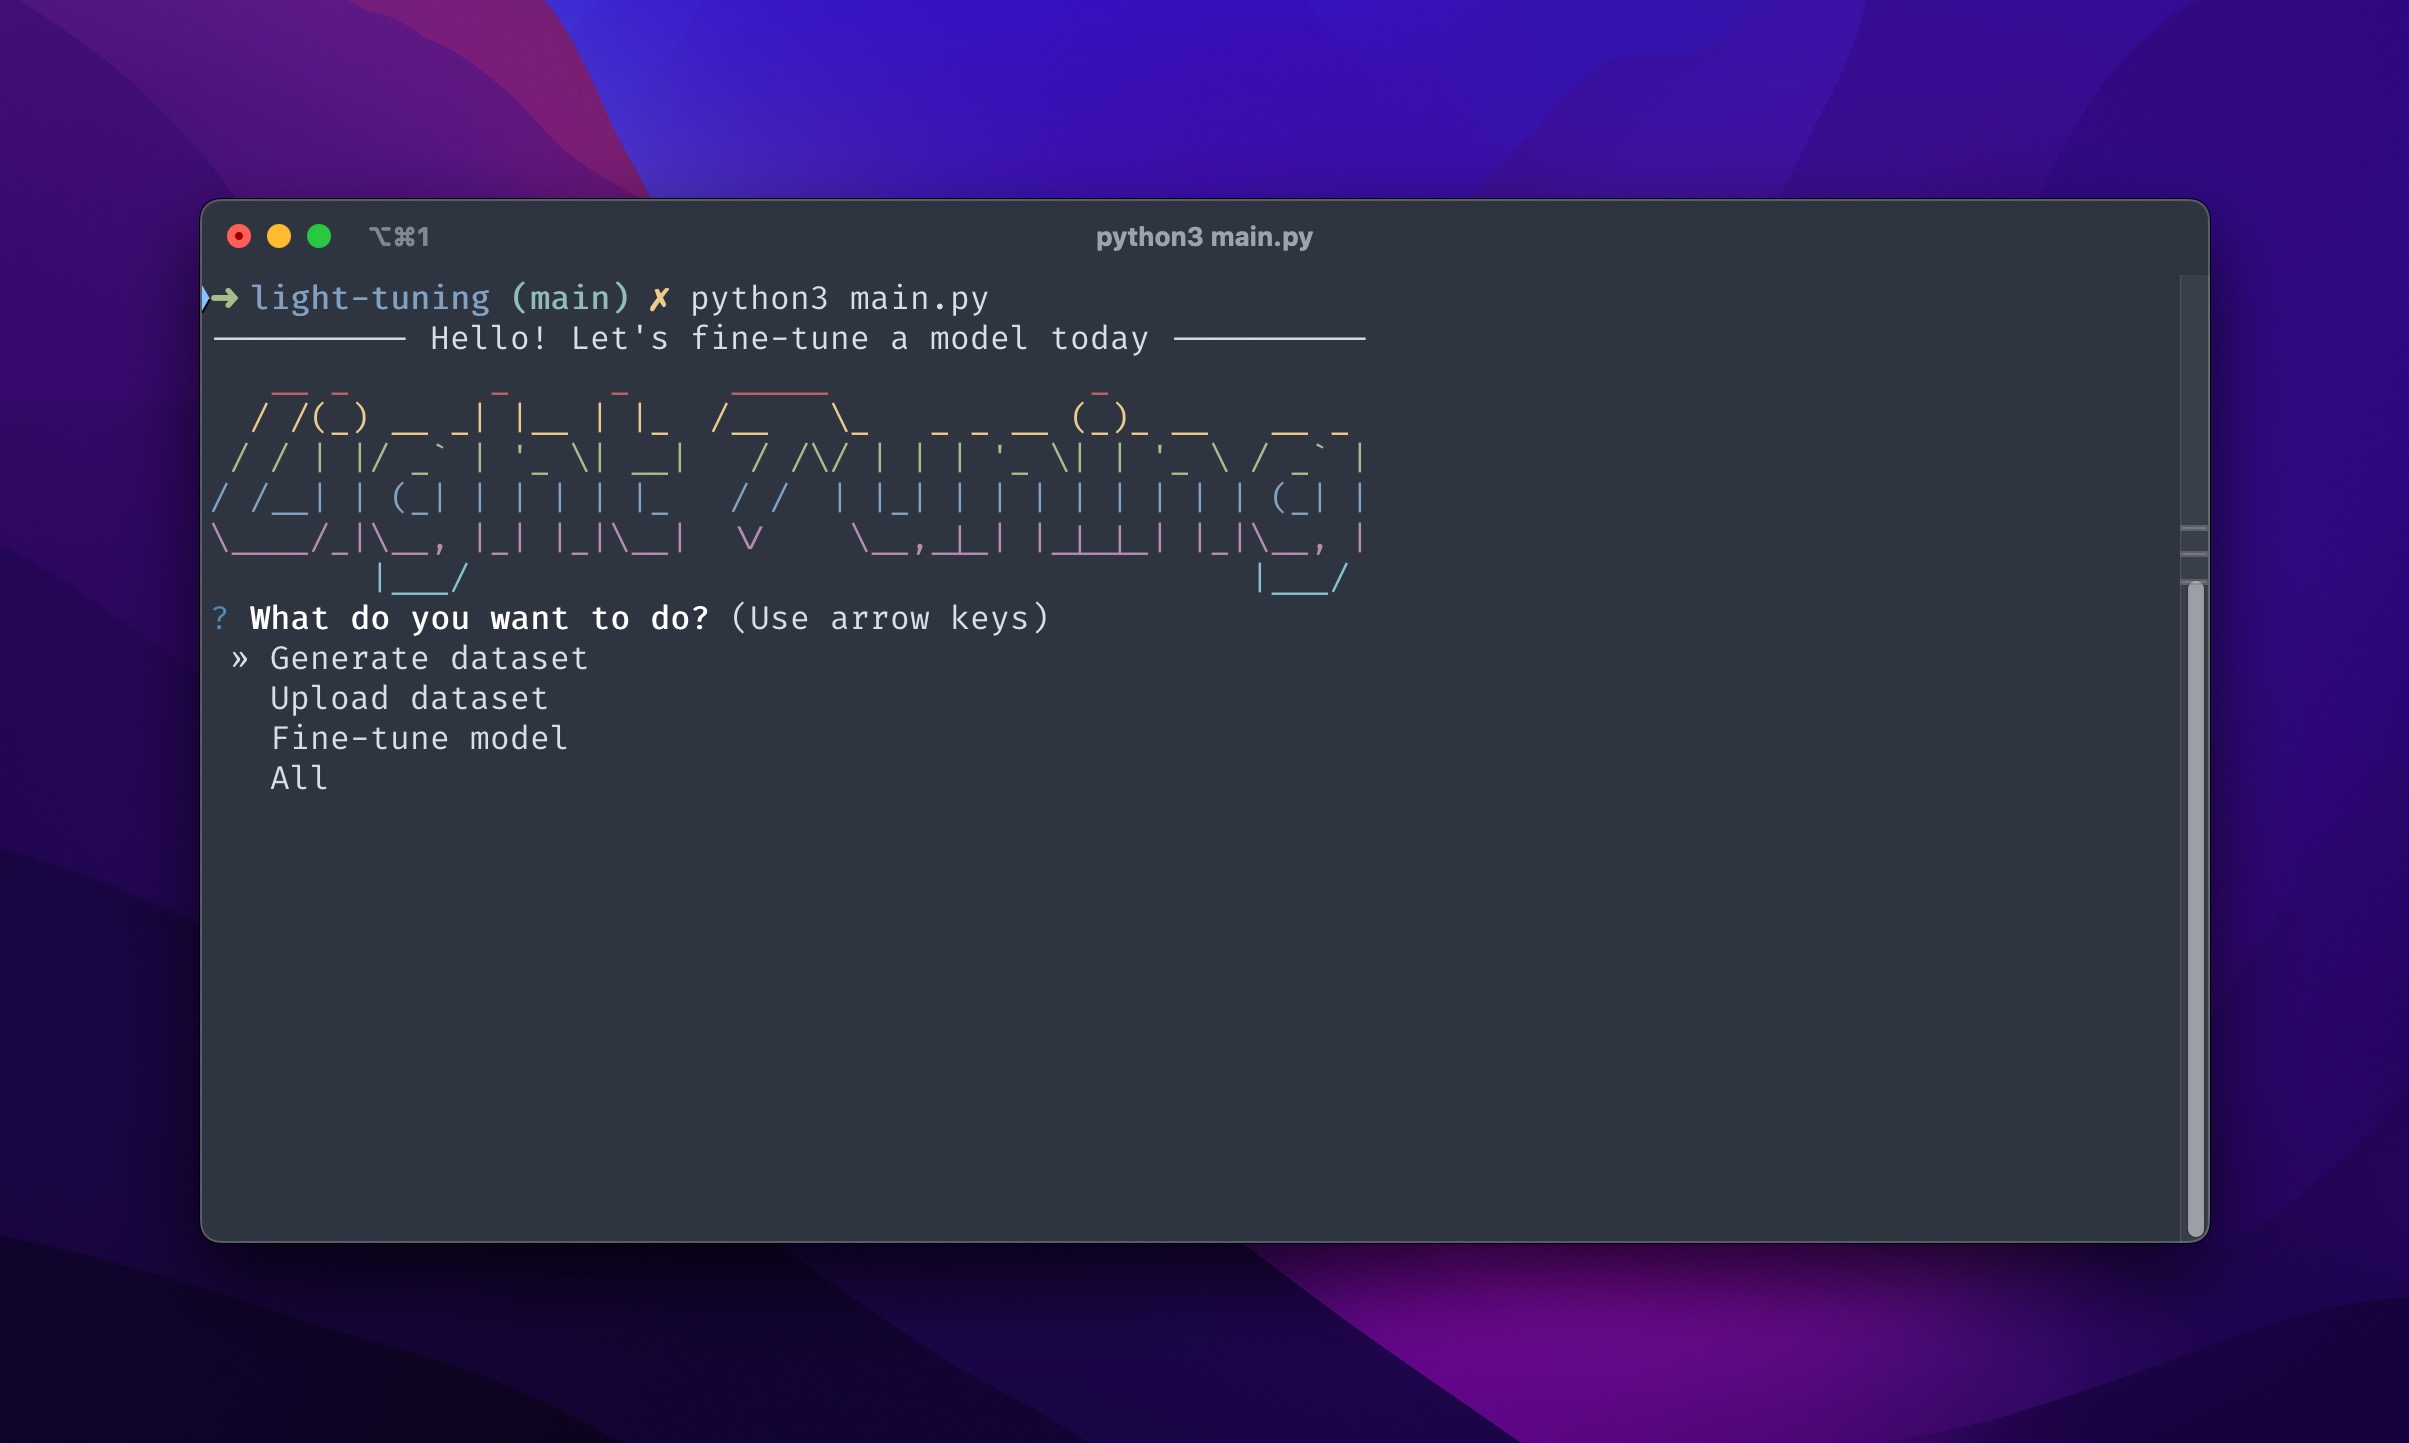 ⌥⌘1 python3 main.py
➜ light-tuning (main) ✗ python3 main.py
────────── Hello! Let's fine-tune a model today ──────────
Light Tuning
? What do you want to do? (Use arrow keys)
» Generate dataset
Upload dataset
Fine-tune model
All